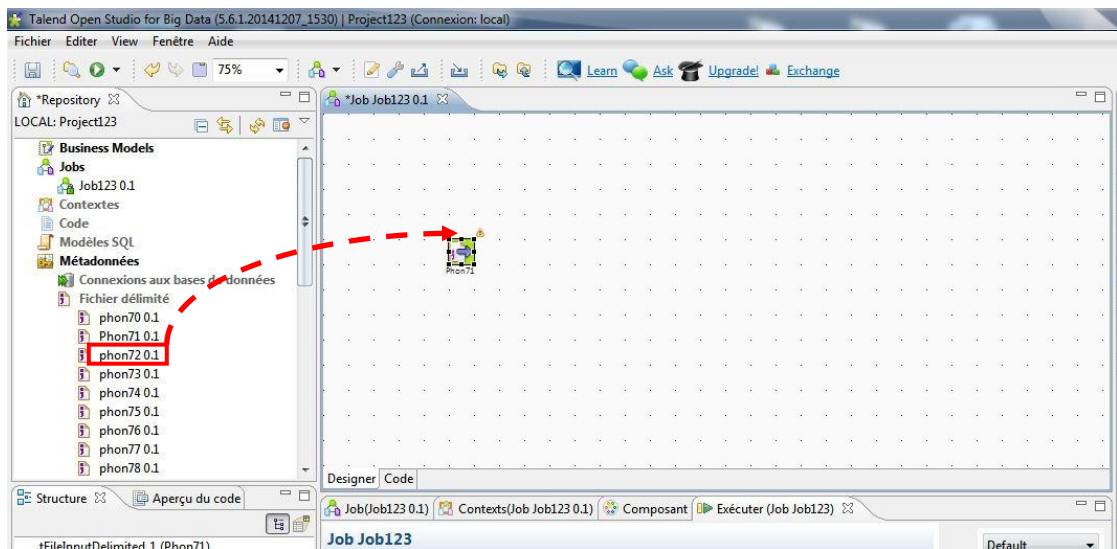 Talend Open Studio for Big Data (5.6.1.20141207_1530) | Project123 (Connexion: local)
Fichier Editer View Fenêtre Aide
75% Learn Ask Upgrade! Exchange
*Repository
LOCAL: Project123
Business Models
Jobs
Job123 0.1
Contextes
Code
Modèles SQL
Métadonnées
Connexions aux bases de données
Fichier délimité
phon70 0.1
Phon71 0.1
phon72 0.1
phon73 0.1
phon74 0.1
phon75 0.1
phon76 0.1
phon77 0.1
phon78 0.1
*Job Job123 0.1
Phon71
Designer Code
Structure Aperçu du code
tFileInputDelimited_1 (Phon71)
Job(Job123 0.1) Contexts(Job Job123 0.1) Composant Exécuter (Job Job123)
Job Job123
Default